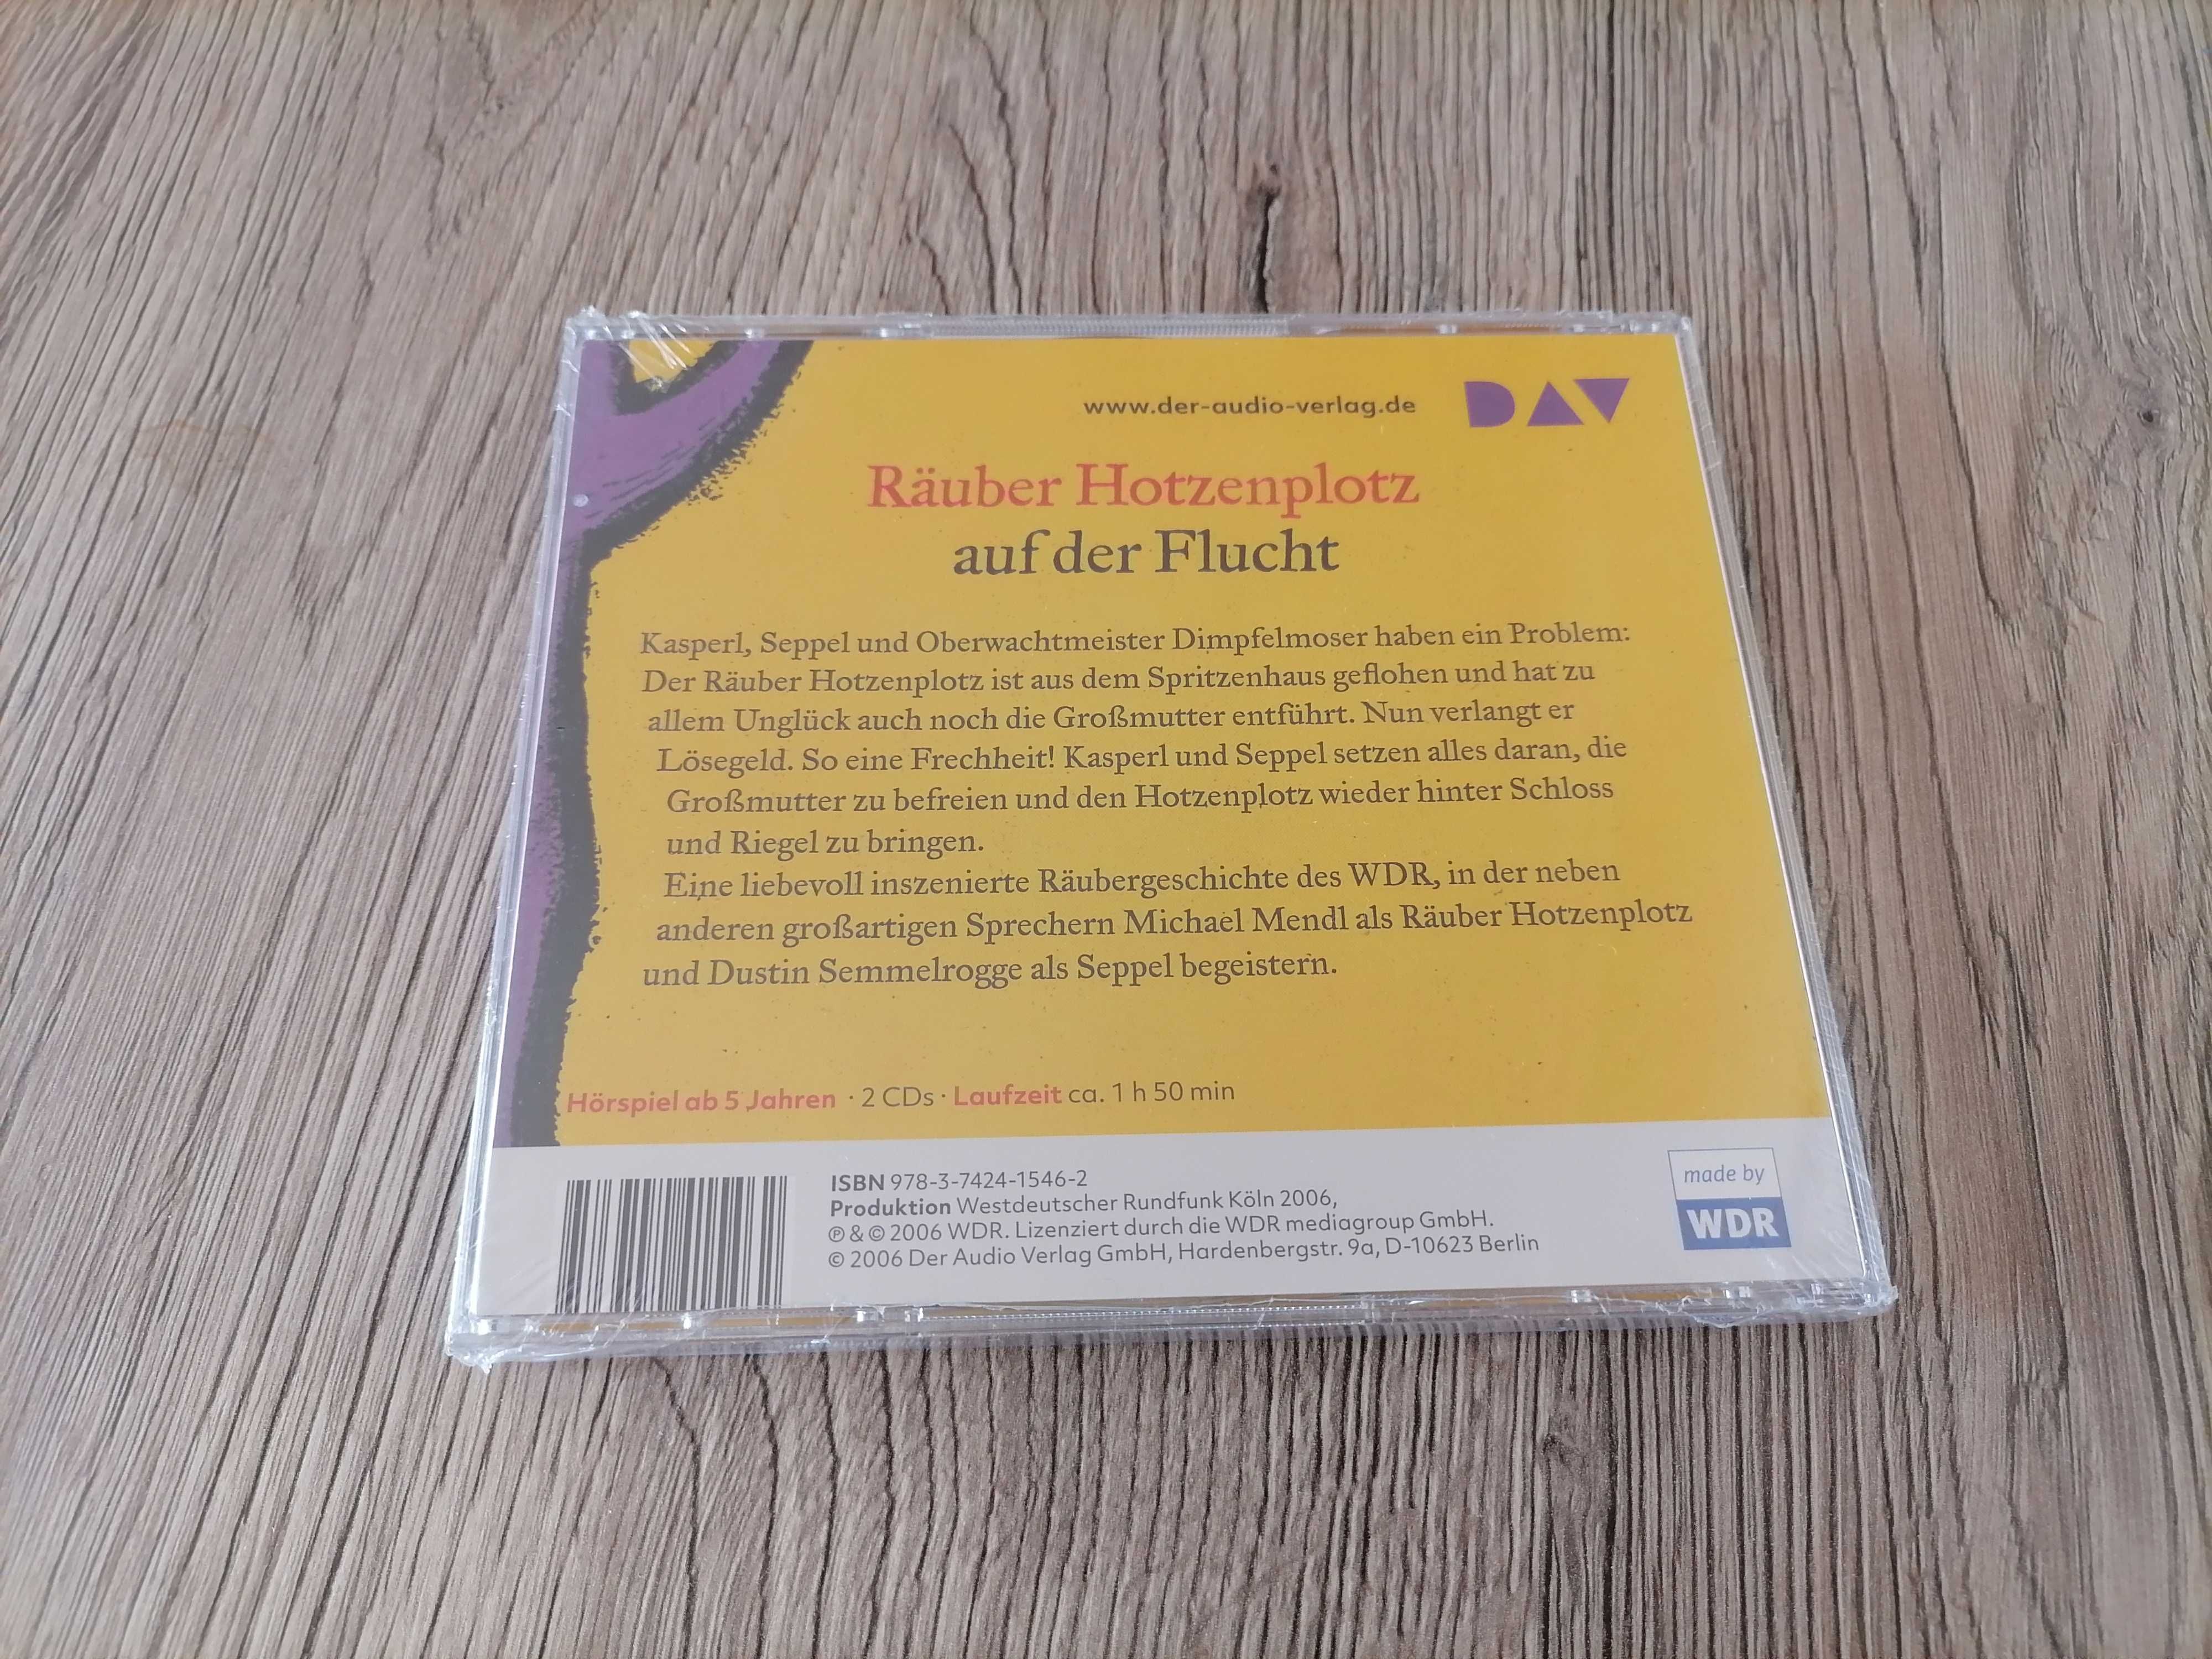 www.der-audio-verlag.de
DAV
Räuber Hotzenplotz
auf der Flucht
Kasperl, Seppel und Oberwachtmeister Dimpfelmoser haben ein Problem:
Der Räuber Hotzenplotz ist aus dem Spritzenhaus geflohen und hat zu
allem Unglück auch noch die Großmutter entführt. Nun verlangt er
Lösegeld. So eine Frechheit! Kasperl und Seppel setzen alles daran, die
Großmutter zu befreien und den Hotzenplotz wieder hinter Schloss
und Riegel zu bringen.
Eine liebevoll inszenierte Räubergeschichte des WDR, in der neben
anderen großartigen Sprechern Michael Mendl als Räuber Hotzenplotz
und Dustin Semmelrogge als Seppel begeistern.
Hörspiel ab 5 Jahren · 2 CDs · Laufzeit ca. 1 h 50 min
ISBN 978-3-7424-1546-2
Produktion Westdeutscher Rundfunk Köln 2006,
℗ & © 2006 WDR. Lizenziert durch die WDR mediagroup GmbH.
© 2006 Der Audio Verlag GmbH, Hardenbergstr. 9a, D-10623 Berlin
made by
WDR